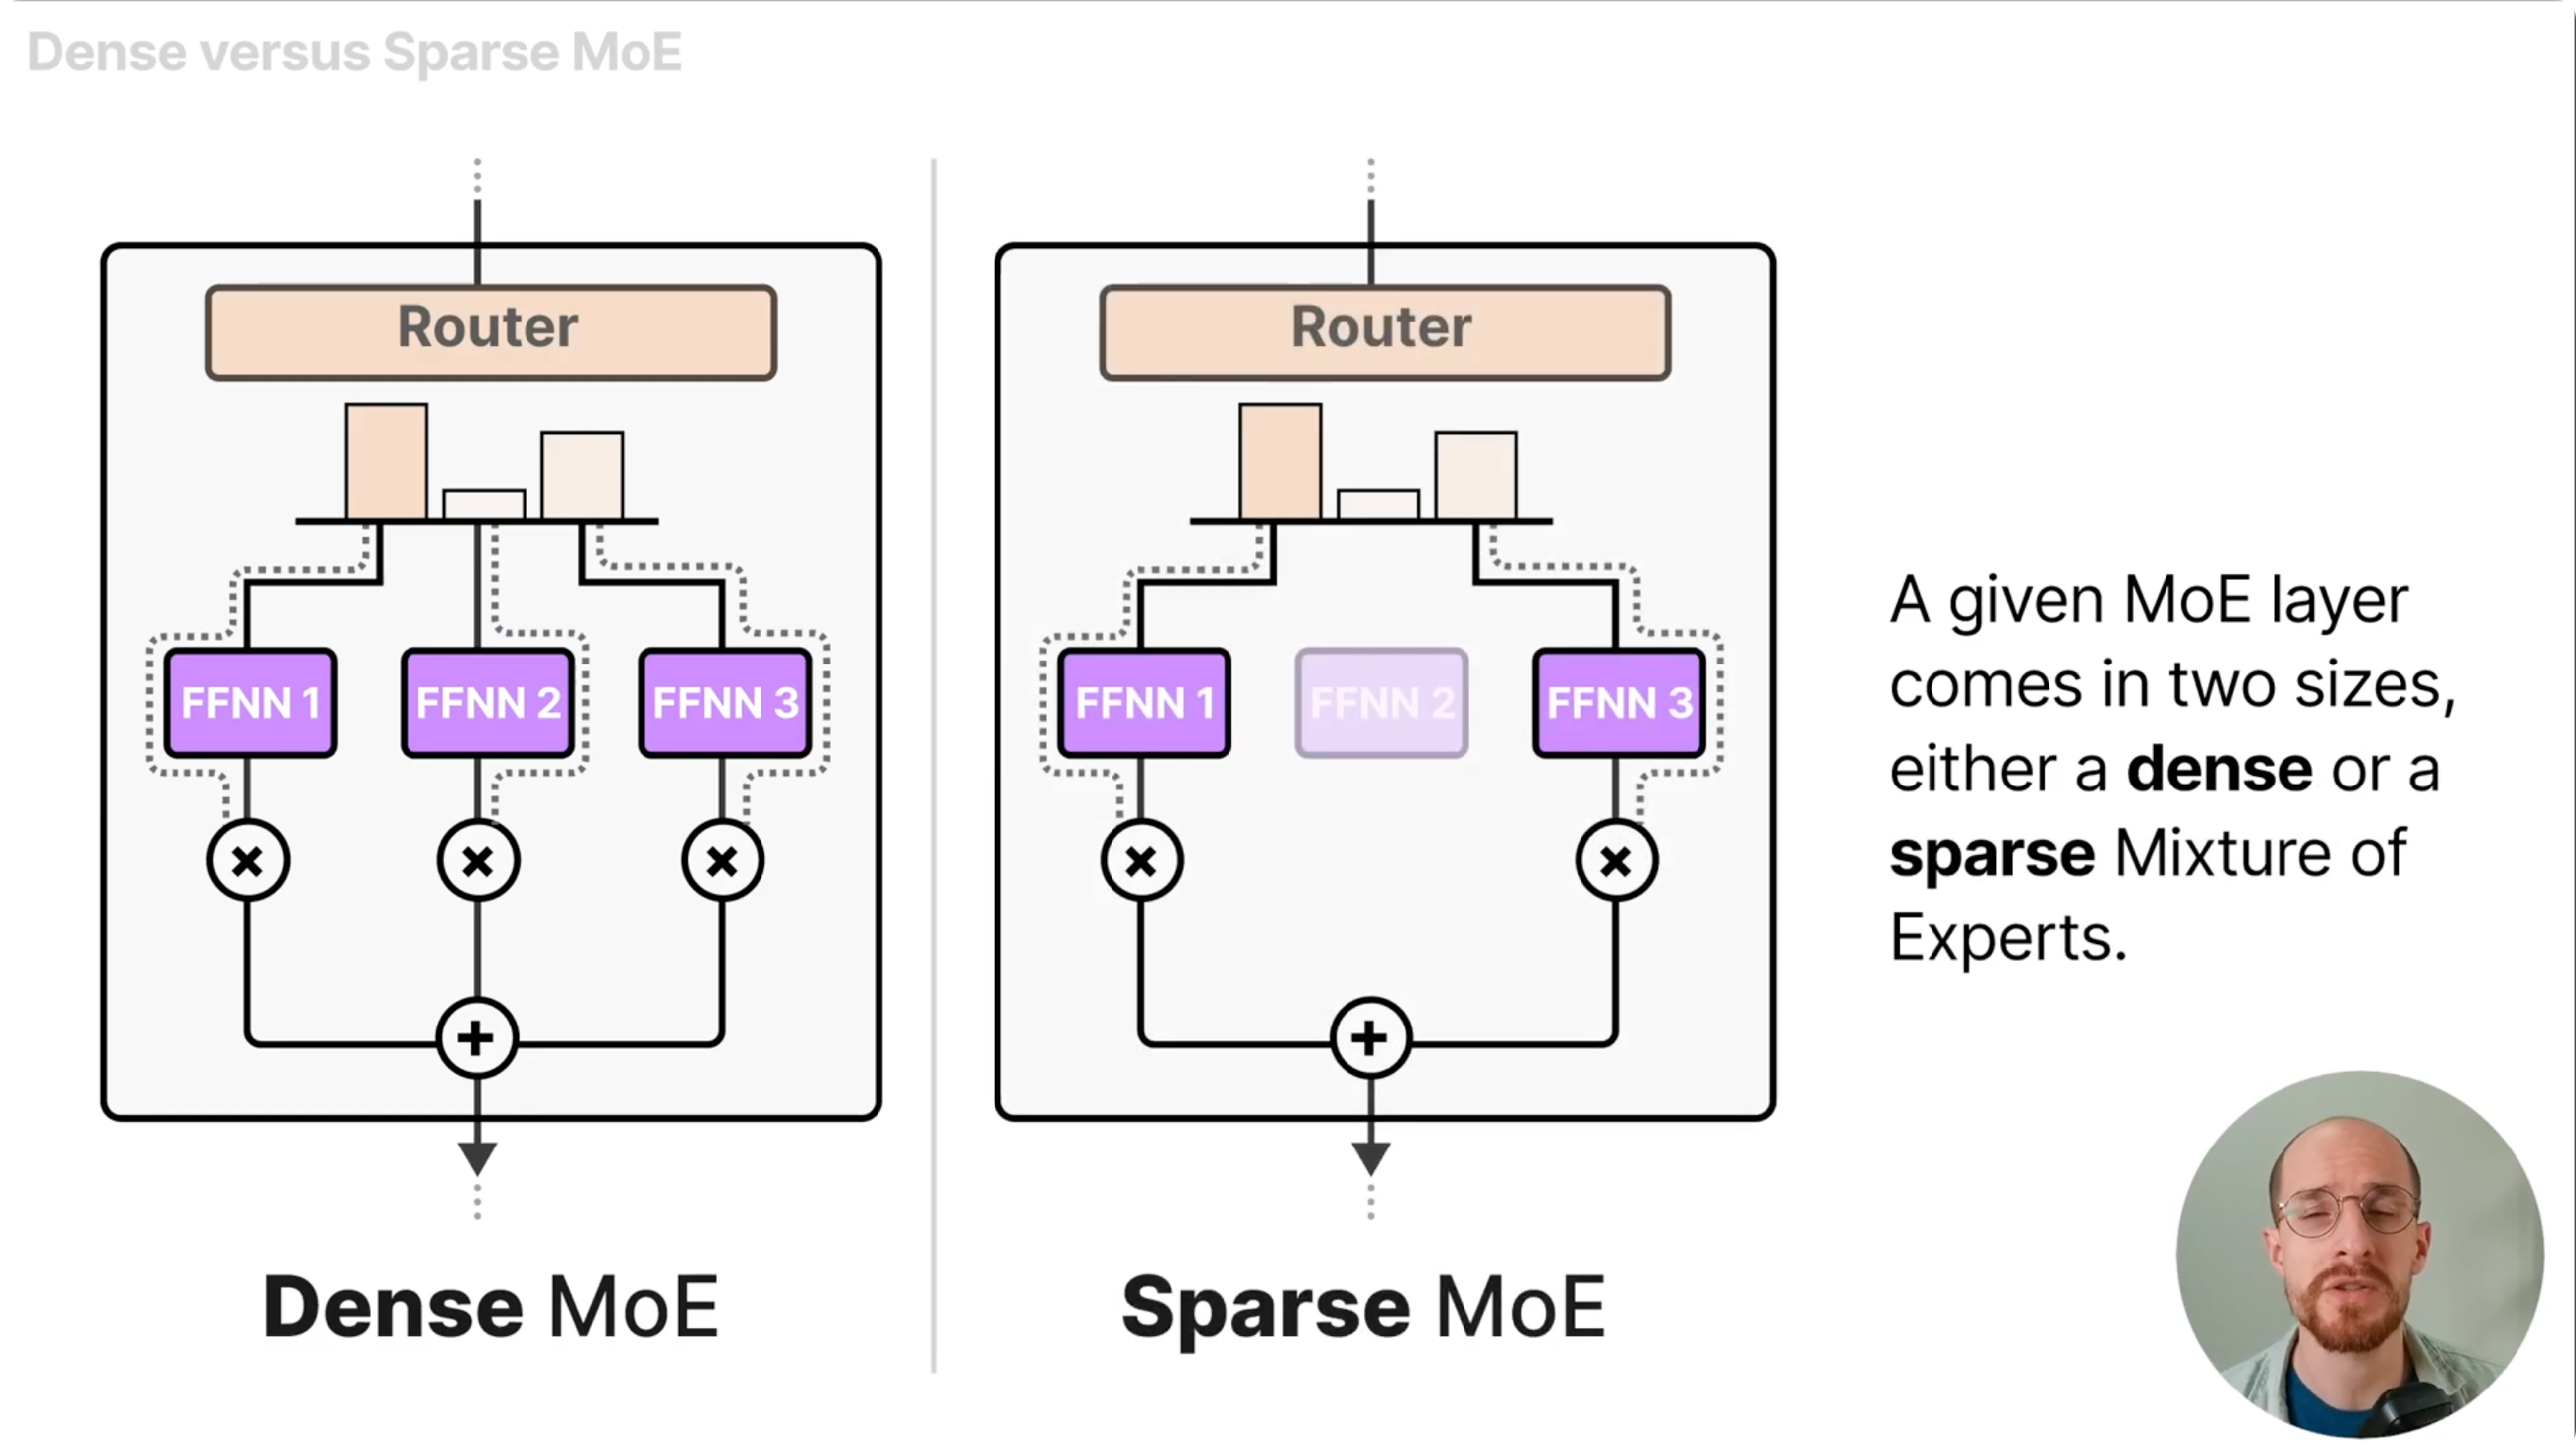 Dense versus Sparse MoE
Router
FFNN 1
FFNN 2
FFNN 3
Dense MoE
Router
FFNN 1
FFNN 2
FFNN 3
Sparse MoE
A given MoE layer
comes in two sizes,
either a dense or a
sparse Mixture of
Experts.